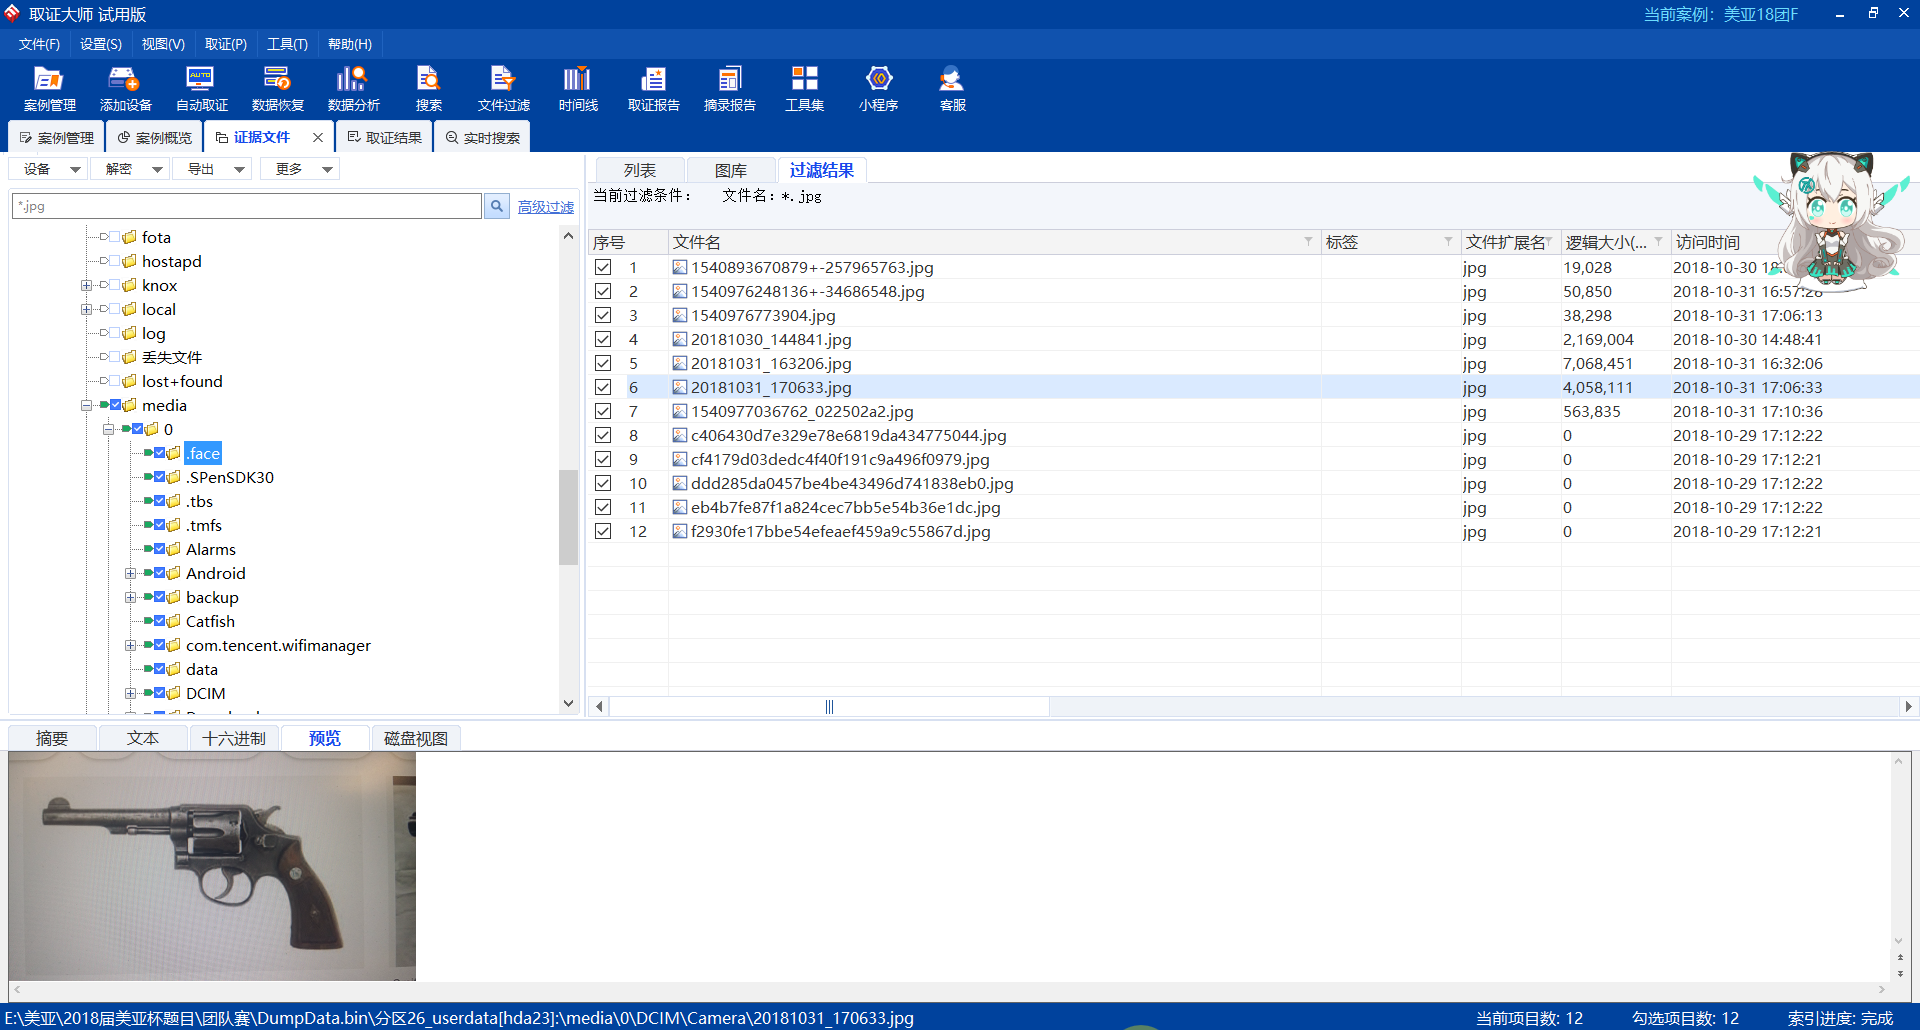 取证大师 试用版
当前案例：美亚18团F
文件(F) 设置(S) 视图(V) 取证(P) 工具(T) 帮助(H)
案例管理 添加设备 自动取证 数据恢复 数据分析 搜索 文件过滤 时间线 取证报告 摘录报告 工具集 小程序 客服
案例管理 案例概览 证据文件 取证结果 实时搜索
设备 解密 导出 更多
*.jpg
高级过滤
fota
hostapd
knox
local
log
丢失文件
lost+found
media
0
.face
.SPenSDK30
.tbs
.tmfs
Alarms
Android
backup
Catfish
com.tencent.wifimanager
data
DCIM
列表 图库 过滤结果
当前过滤条件： 文件名：*.jpg
序号 文件名 标签 文件扩展名 逻辑大小(... 访问时间
1 1540893670879+-257965763.jpg jpg 19,028 2018-10-30
2 1540976248136+-34686548.jpg jpg 50,850 2018-10-31 16:57:28
3 1540976773904.jpg jpg 38,298 2018-10-31 17:06:13
4 20181030_144841.jpg jpg 2,169,004 2018-10-30 14:48:41
5 20181031_163206.jpg jpg 7,068,451 2018-10-31 16:32:06
6 20181031_170633.jpg jpg 4,058,111 2018-10-31 17:06:33
7 1540977036762_022502a2.jpg jpg 563,835 2018-10-31 17:10:36
8 c406430d7e329e78e6819da434775044.jpg jpg 0 2018-10-29 17:12:22
9 cf4179d03dedc4f40f191c9a496f0979.jpg jpg 0 2018-10-29 17:12:21
10 ddd285da0457be4be43496d741838eb0.jpg jpg 0 2018-10-29 17:12:22
11 eb4b7fe87f1a824cec7bb5e54b36e1dc.jpg jpg 0 2018-10-29 17:12:22
12 f2930fe17bbe54efeaef459a9c55867d.jpg jpg 0 2018-10-29 17:12:21
摘要 文本 十六进制 预览 磁盘视图
E:\美亚\2018届美亚杯题目\团队赛\DumpData.bin\分区26_userdata[hda23]:\media\0\DCIM\Camera\20181031_170633.jpg
当前项目数: 12 勾选项目数: 12 索引进度: 完成